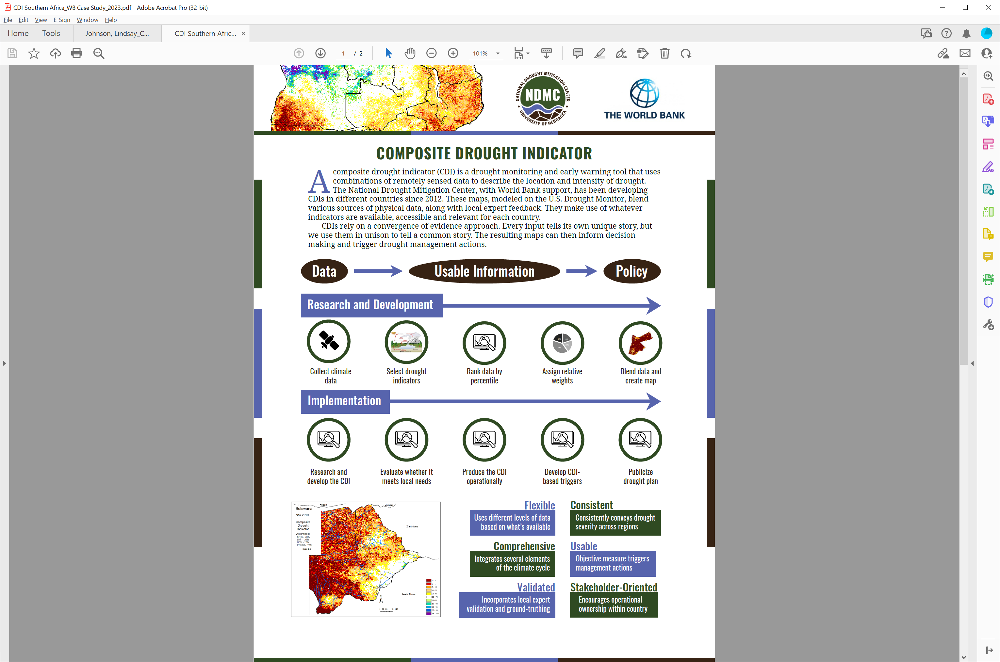 CDI Southern Africa_WB Case Study_2023.pdf - Adobe Acrobat Pro (32-bit)
File Edit View E-Sign Window Help
Home Tools Johnson, Lindsay_C... CDI Southern Afric... ×
1 / 2 101%
NATIONAL DROUGHT MITIGATION CENTER
NDMC
UNIVERSITY OF NEBRASKA
THE WORLD BANK
COMPOSITE DROUGHT INDICATOR
A composite drought indicator (CDI) is a drought monitoring and early warning tool that uses
combinations of remotely sensed data to describe the location and intensity of drought.
The National Drought Mitigation Center, with World Bank support, has been developing
CDIs in different countries since 2012. These maps, modeled on the U.S. Drought Monitor, blend
various sources of physical data, along with local expert feedback. They make use of whatever
indicators are available, accessible and relevant for each country.
CDIs rely on a convergence of evidence approach. Every input tells its own unique story, but
we use them in unison to tell a common story. The resulting maps can then inform decision
making and trigger drought management actions.
Data Usable Information Policy
Research and Development
Collect climate
data
Select drought
indicators
Rank data by
percentile
Assign relative
weights
Blend data and
create map
Implementation
Research and
develop the CDI
Evaluate whether it
meets local needs
Produce the CDI
operationally
Develop CDI-
based triggers
Publicize
drought plan
Angola
Zambia
Botswana
Nov 2019
Composite
Drought
Indicator
Weightings:
SPI 3 - 40%
LST - 20%
NDVI - 20%
RTZSM - 20%
Namibia
Zimbabwe
South Africa
N
Flexible
Uses different levels of data
based on what's available
Consistent
Consistently conveys drought
severity across regions
Comprehensive
Integrates several elements
of the climate cycle
Usable
Objective measure triggers
management actions
Validated
Incorporates local expert
validation and ground-truthing
Stakeholder-Oriented
Encourages operational
ownership within country